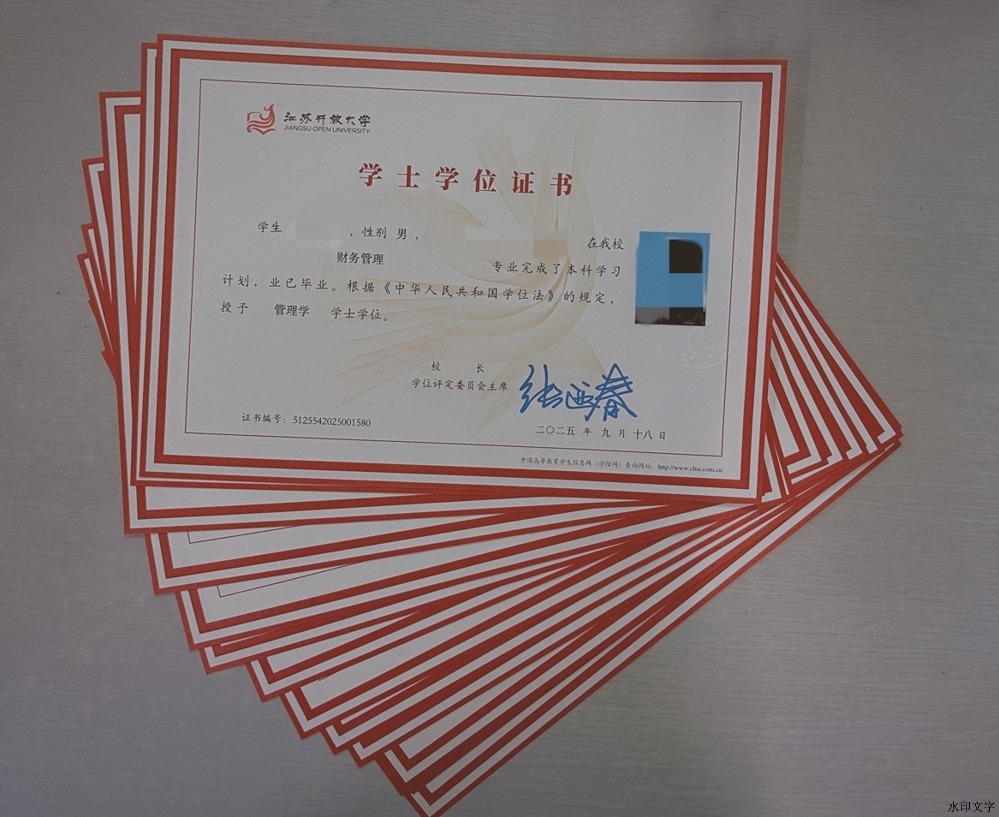 江苏开放大学
JIANGSU OPEN UNIVERSITY
学士学位证书
学生 ，性别 男， 在我校
财务管理 专业完成了本科学习
计划，业已毕业。根据《中华人民共和国学位法》的规定，
授予 管理学 学士学位。
校 长
学位评定委员会主席
张西春
证书编号：5125542025001580
二〇二五 年 九 月 十八 日
中国高等教育学生信息网（学信网）查询网址：http://www.chsi.com.cn
水印文字